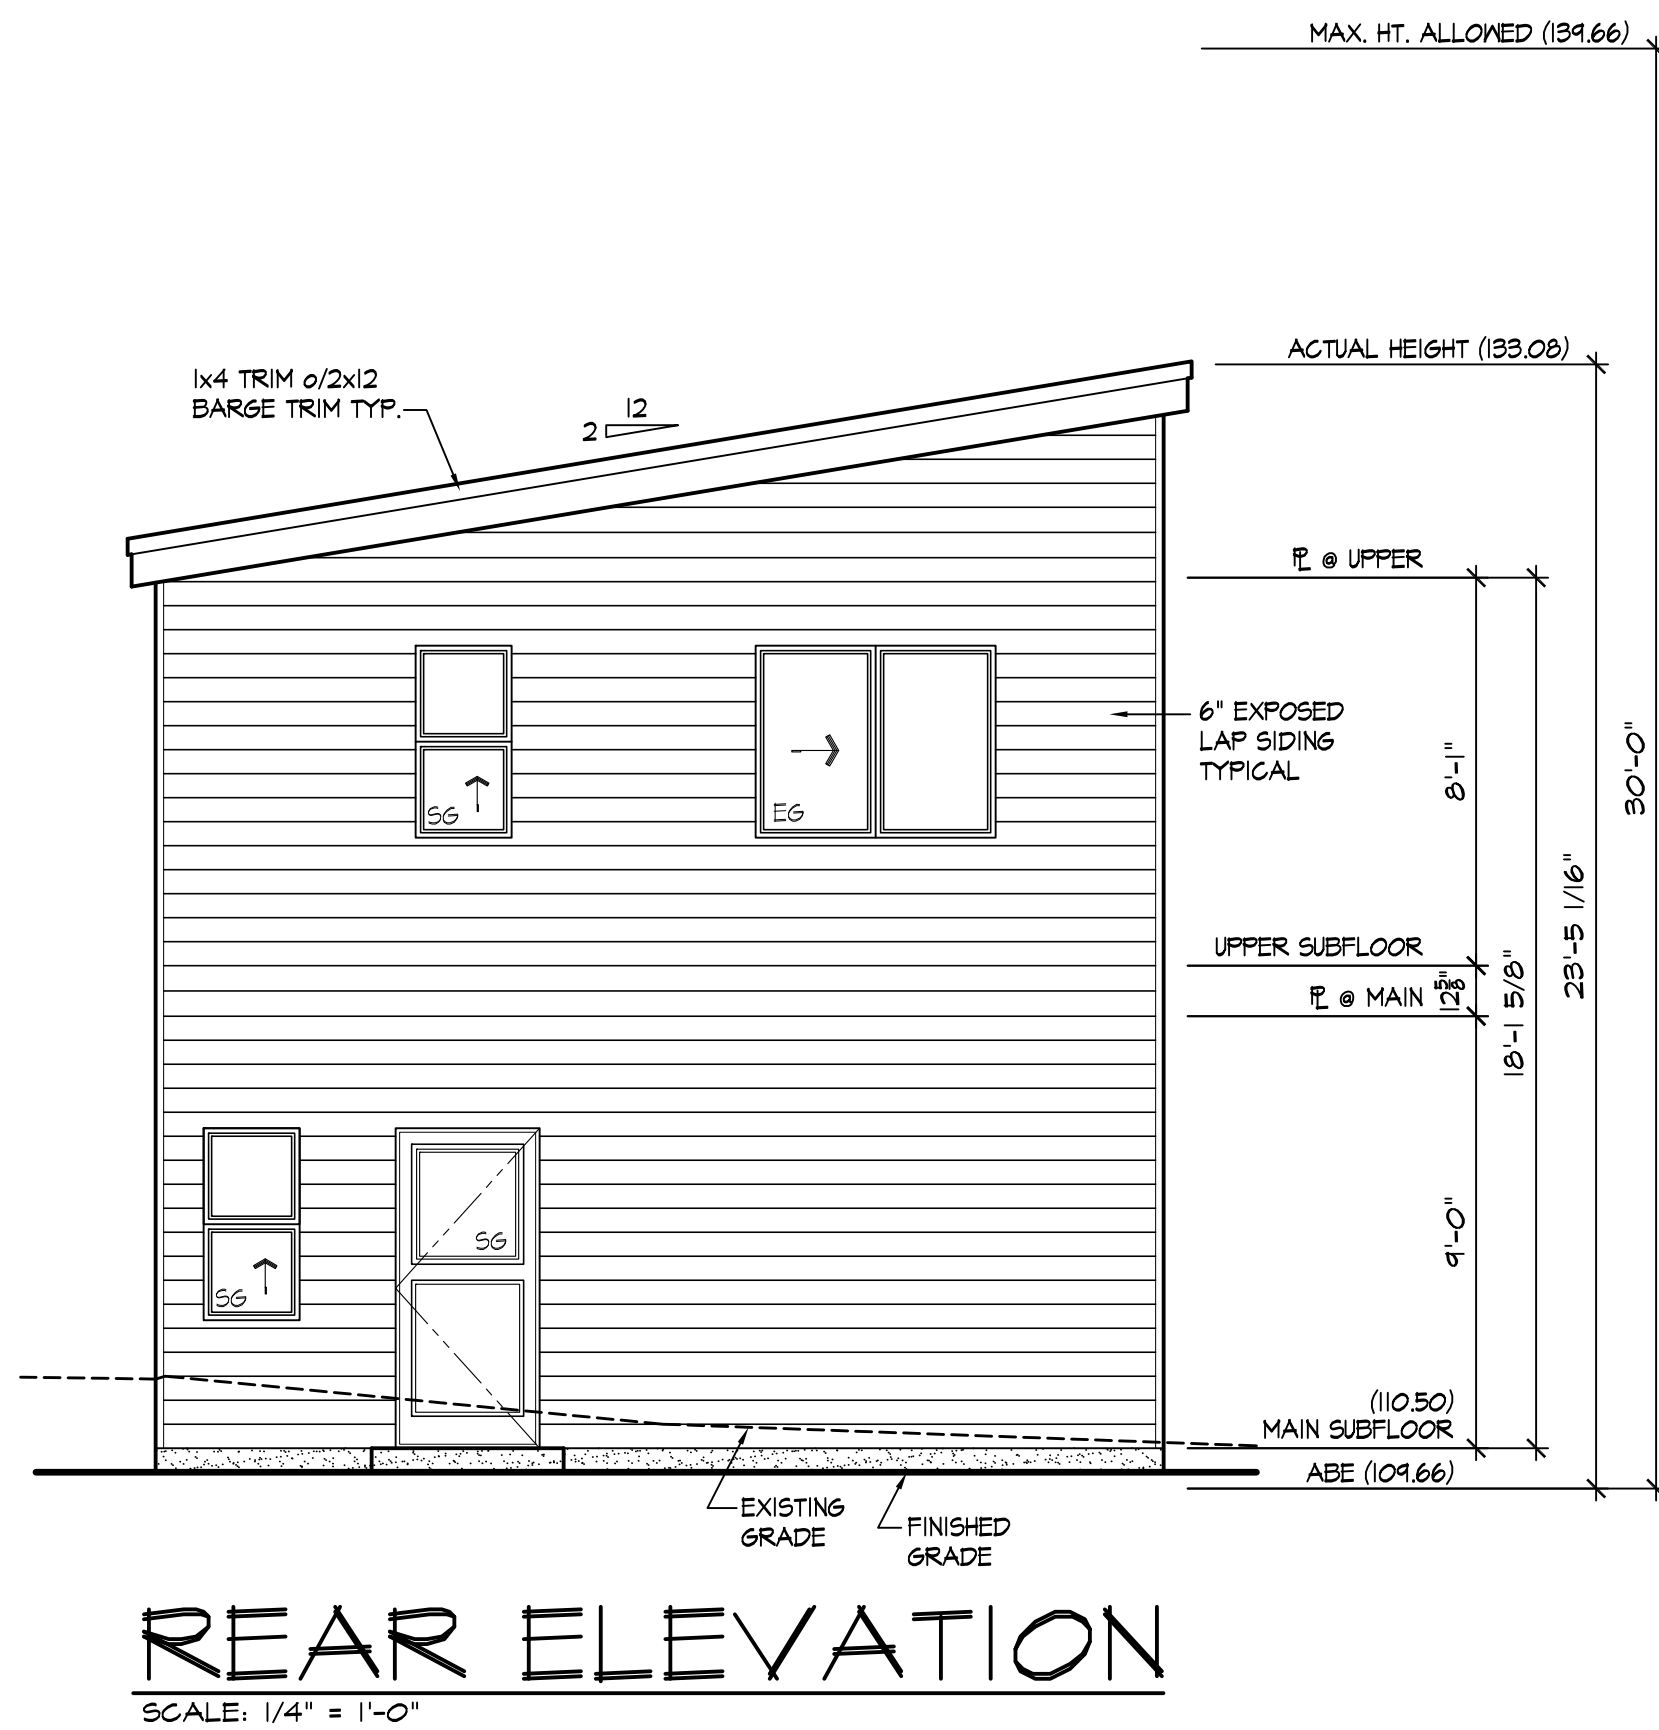 MAX. HT. ALLOWED (139.66)
ACTUAL HEIGHT (133.08)
1x4 TRIM o/2x12
BARGE TRIM TYP.
12
2
PL @ UPPER
6" EXPOSED
LAP SIDING
TYPICAL
8'-1"
30'-0"
SG
EG
23'-5 1/16"
UPPER SUBFLOOR
12 5/8"
PL @ MAIN
18'-1 5/8"
9'-0"
SG
SG
(110.50)
MAIN SUBFLOOR
ABE (109.66)
EXISTING
GRADE
FINISHED
GRADE
REAR ELEVATION
SCALE: 1/4" = 1'-0"